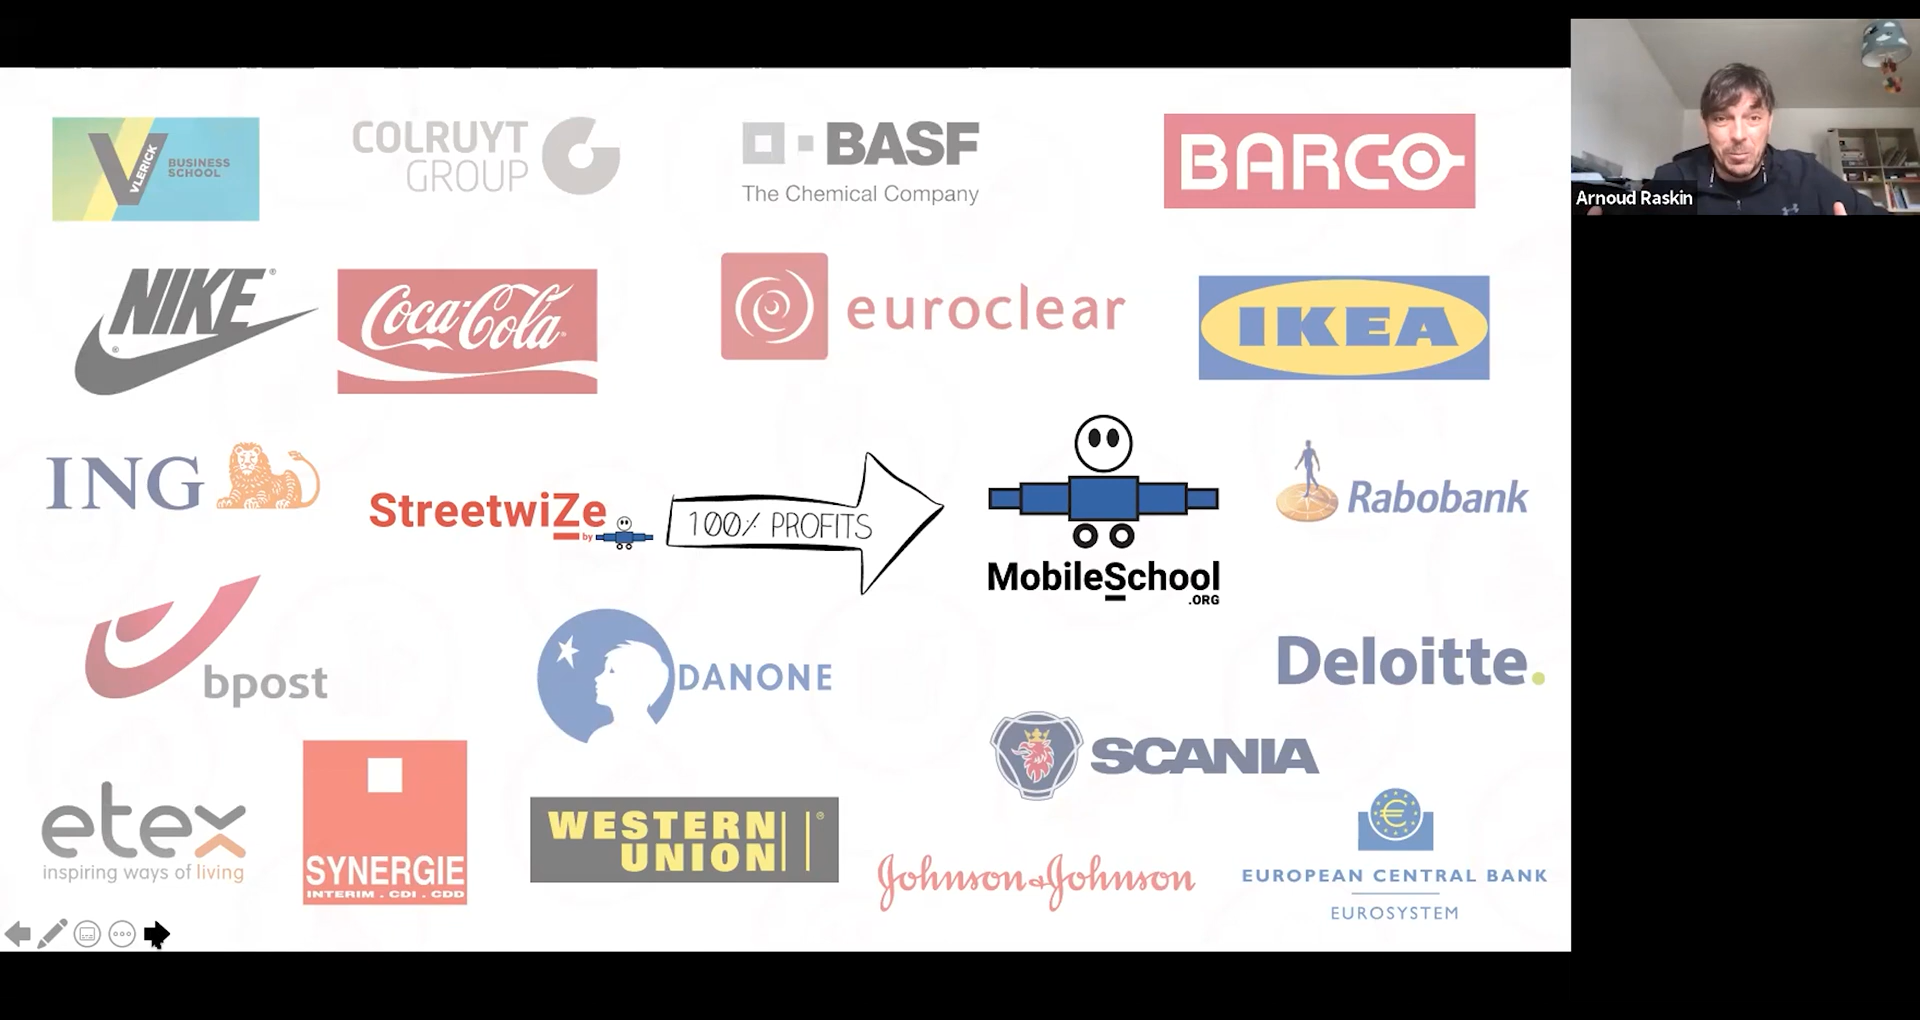 VLERICK
BUSINESS
SCHOOL
COLRUYT
GROUP
BASF
The Chemical Company
BARCO
Arnoud Raskin
NIKE
Coca-Cola
euroclear
IKEA
ING
StreetwiZe
by
100% PROFITS
MobileSchool
.ORG
Rabobank
bpost
DANONE
Deloitte.
SCANIA
etex
inspiring ways of living
SYNERGIE
INTERIM . CDI . CDD
WESTERN
UNION
Johnson & Johnson
€
EUROPEAN CENTRAL BANK
EUROSYSTEM